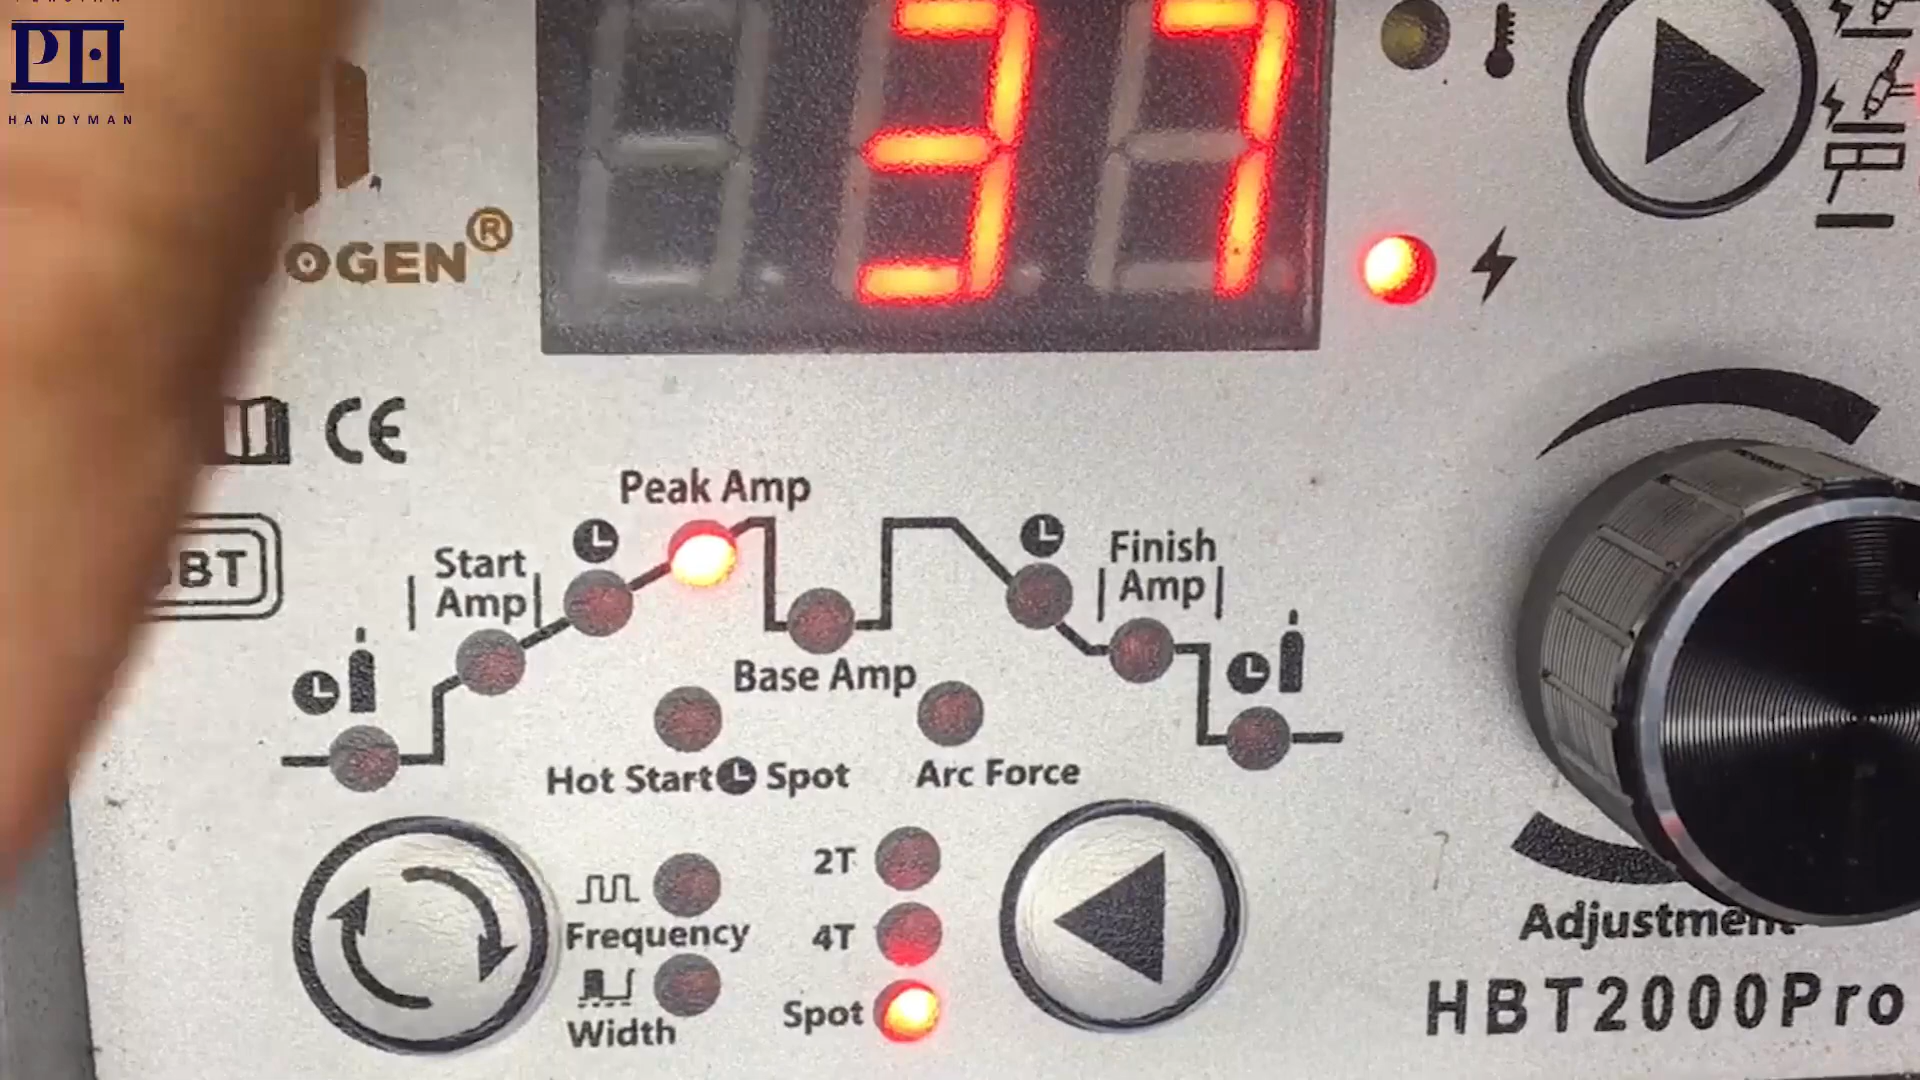 PH
HANDYMAN
37
OGEN®
CE
BT
Peak Amp
Start
Amp
Finish
Amp
Base Amp
Hot Start Spot
Arc Force
2T
Frequency
4T
Width
Spot
Adjustment
HBT2000Pro